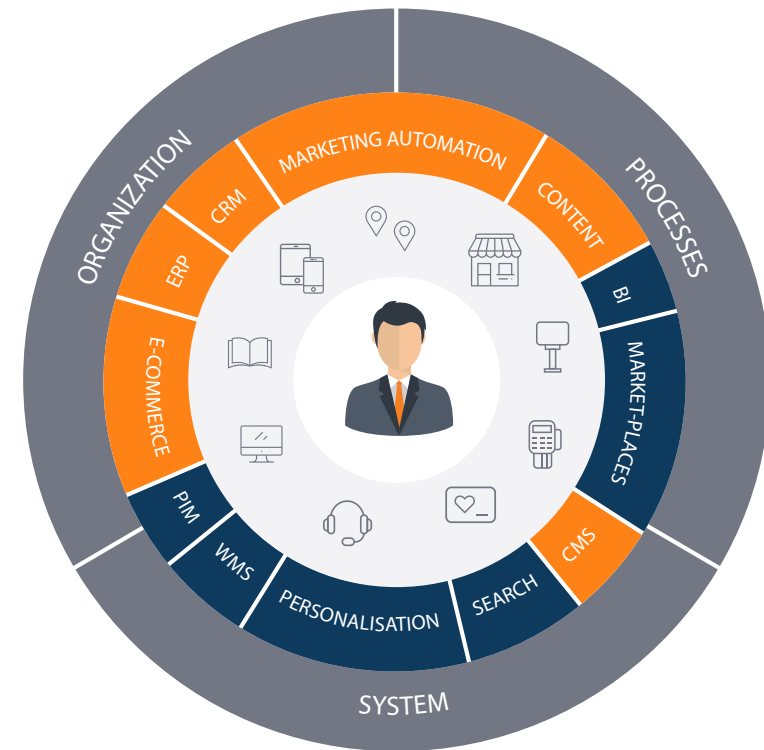 ORGANIZATION
PROCESSES
SYSTEM
MARKETING AUTOMATION
CONTENT
BI
MARKET-PLACES
CMS
SEARCH
PERSONALISATION
WMS
PIM
E-COMMERCE
ERP
CRM